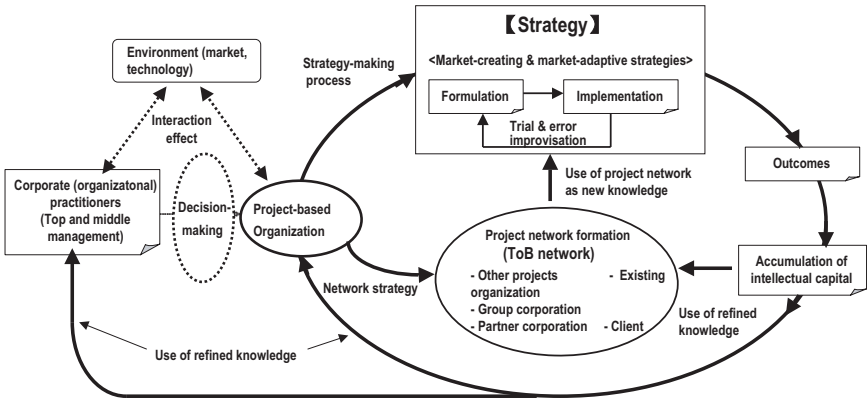 【Strategy】
<Market-creating & market-adaptive strategies>
Formulation
Implementation
Trial & error
improvisation
Environment (market,
technology)
Strategy-making
process
Interaction
effect
Corporate (organizatonal)
practitioners
(Top and middle
management)
Decision-
making
Project-based
Organization
Use of project network
as new knowledge
Outcomes
Project network formation
(ToB network)
- Other projects - Existing
organization
- Group corporation
- Partner corporation - Client
Network strategy
Accumulation of
intellectual capital
Use of refined
knowledge
Use of refined knowledge